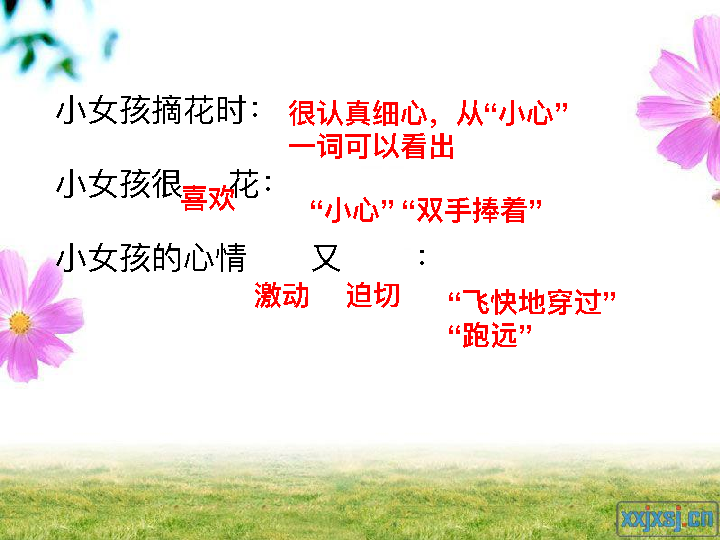 小女孩摘花时：很认真细心，从“小心”
一词可以看出
小女孩很喜欢花：
“小心”“双手捧着”
小女孩的心情 又 ：
激动 迫切
“飞快地穿过”
“跑远”
xxjxsj.cn